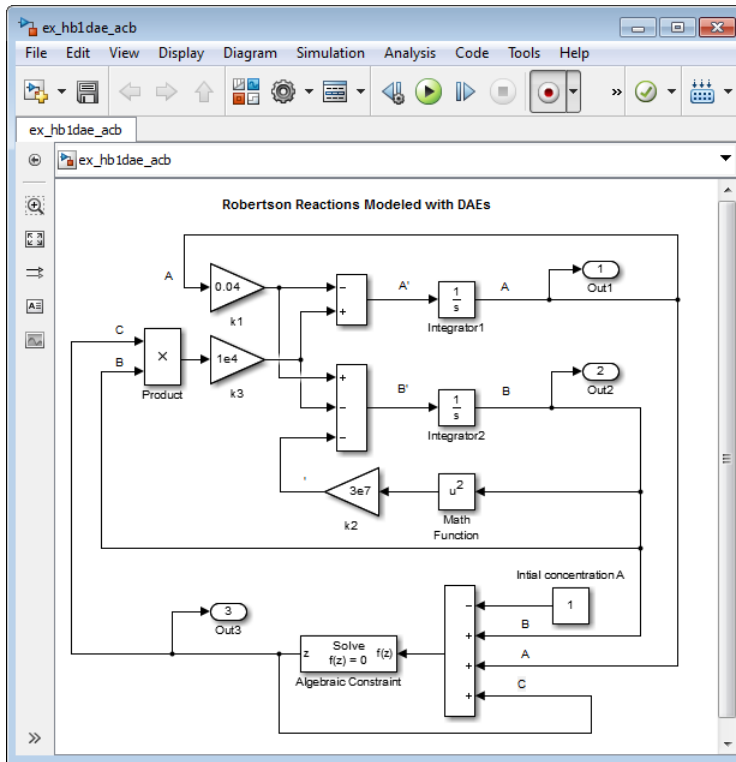 ex_hb1dae_acb
File Edit View Display Diagram Simulation Analysis Code Tools Help
»
ex_hb1dae_acb
ex_hb1dae_acb
Robertson Reactions Modeled with DAEs
A
0.04
k1
−
+
A'
1
s
Integrator1
A
1
Out1
C
B
×
Product
1e4
k3
+
−
−
B'
1
s
Integrator2
B
2
Out2
3e7
k2
u²
Math
Function
Intial concentration A
1
3
Out3
z
Solve
f(z) = 0
f(z)
Algebraic Constraint
−
+
+
+
B
A
C
»